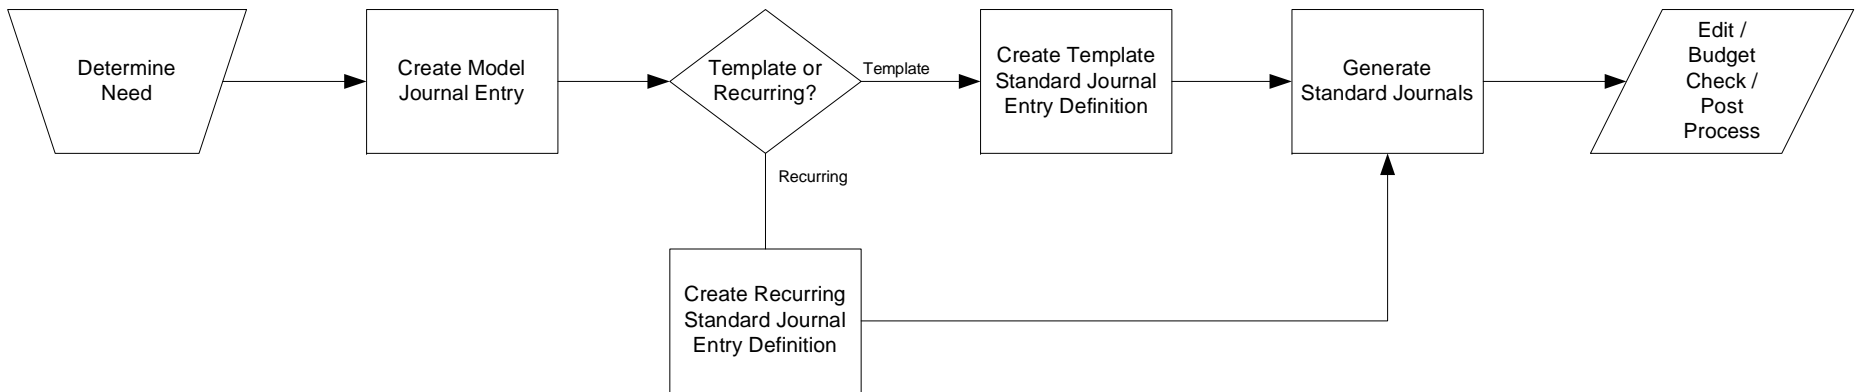 Determine
Need
Create Model
Journal Entry
Template or
Recurring?
Template
Create Template
Standard Journal
Entry Definition
Generate
Standard Journals
Edit /
Budget
Check /
Post
Process
Recurring
Create Recurring
Standard Journal
Entry Definition